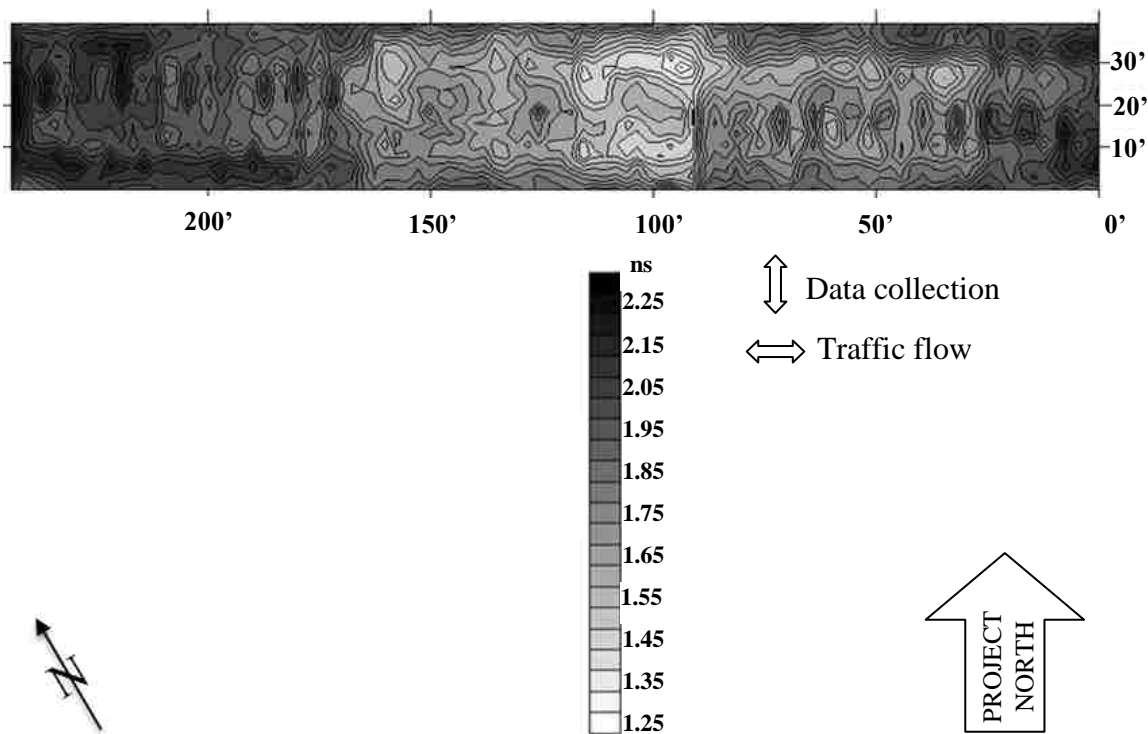 30’
20’
10’
200’ 150’ 100’ 50’ 0’
ns
2.25
2.15
2.05
1.95
1.85
1.75
1.65
1.55
1.45
1.35
1.25
Data collection
Traffic flow
N
PROJECT
NORTH